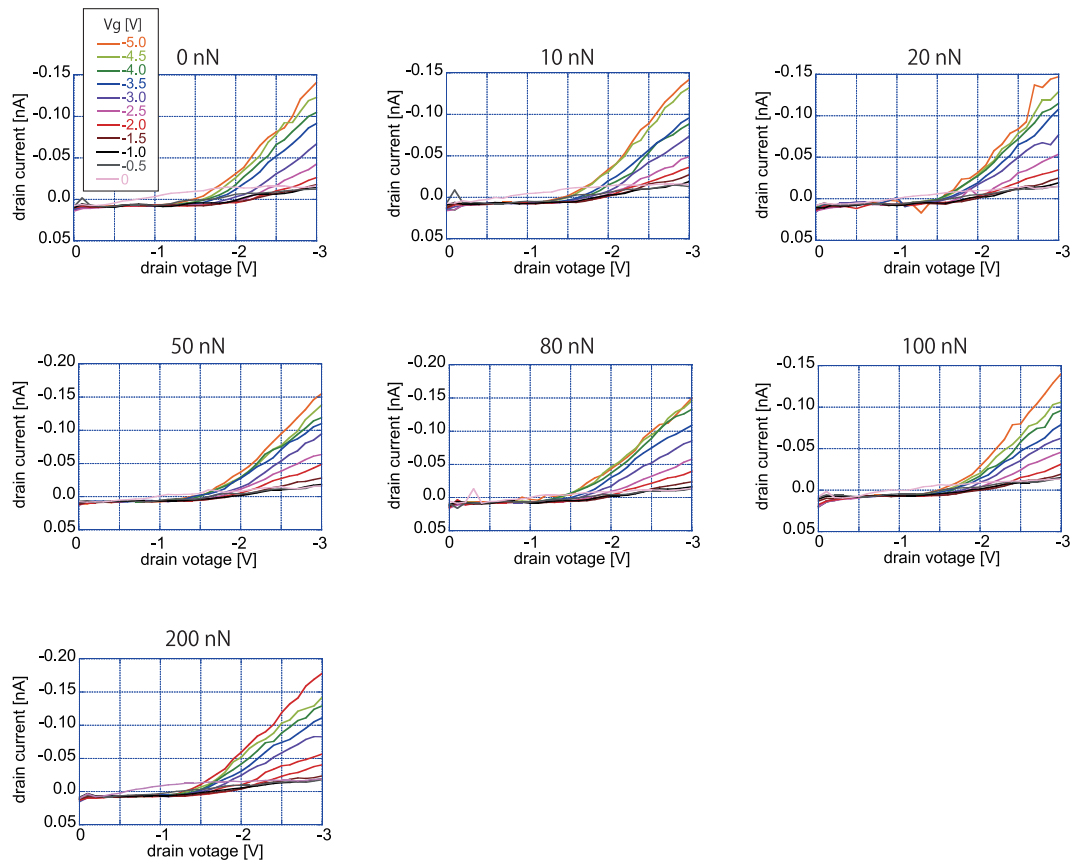 Vg [V]
-5.0
-4.5
-4.0
-3.5
-3.0
-2.5
-2.0
-1.5
-1.0
-0.5
0
0 nN
drain current [nA]
-0.15
-0.10
-0.05
0.0
0.05
0 -1 -2 -3
drain votage [V]
10 nN
drain current [nA]
-0.15
-0.10
-0.05
0.0
0.05
0 -1 -2 -3
drain votage [V]
20 nN
drain current [nA]
-0.15
-0.10
-0.05
0.0
0.05
0 -1 -2 -3
drain votage [V]
50 nN
drain current [nA]
-0.20
-0.15
-0.10
-0.05
0.0
0.05
0 -1 -2 -3
drain votage [V]
80 nN
drain current [nA]
-0.20
-0.15
-0.10
-0.05
0.0
0.05
0 -1 -2 -3
drain votage [V]
100 nN
drain current [nA]
-0.15
-0.10
-0.05
0.0
0.05
0 -1 -2 -3
drain votage [V]
200 nN
drain current [nA]
-0.20
-0.15
-0.10
-0.05
0.0
0.05
0 -1 -2 -3
drain votage [V]